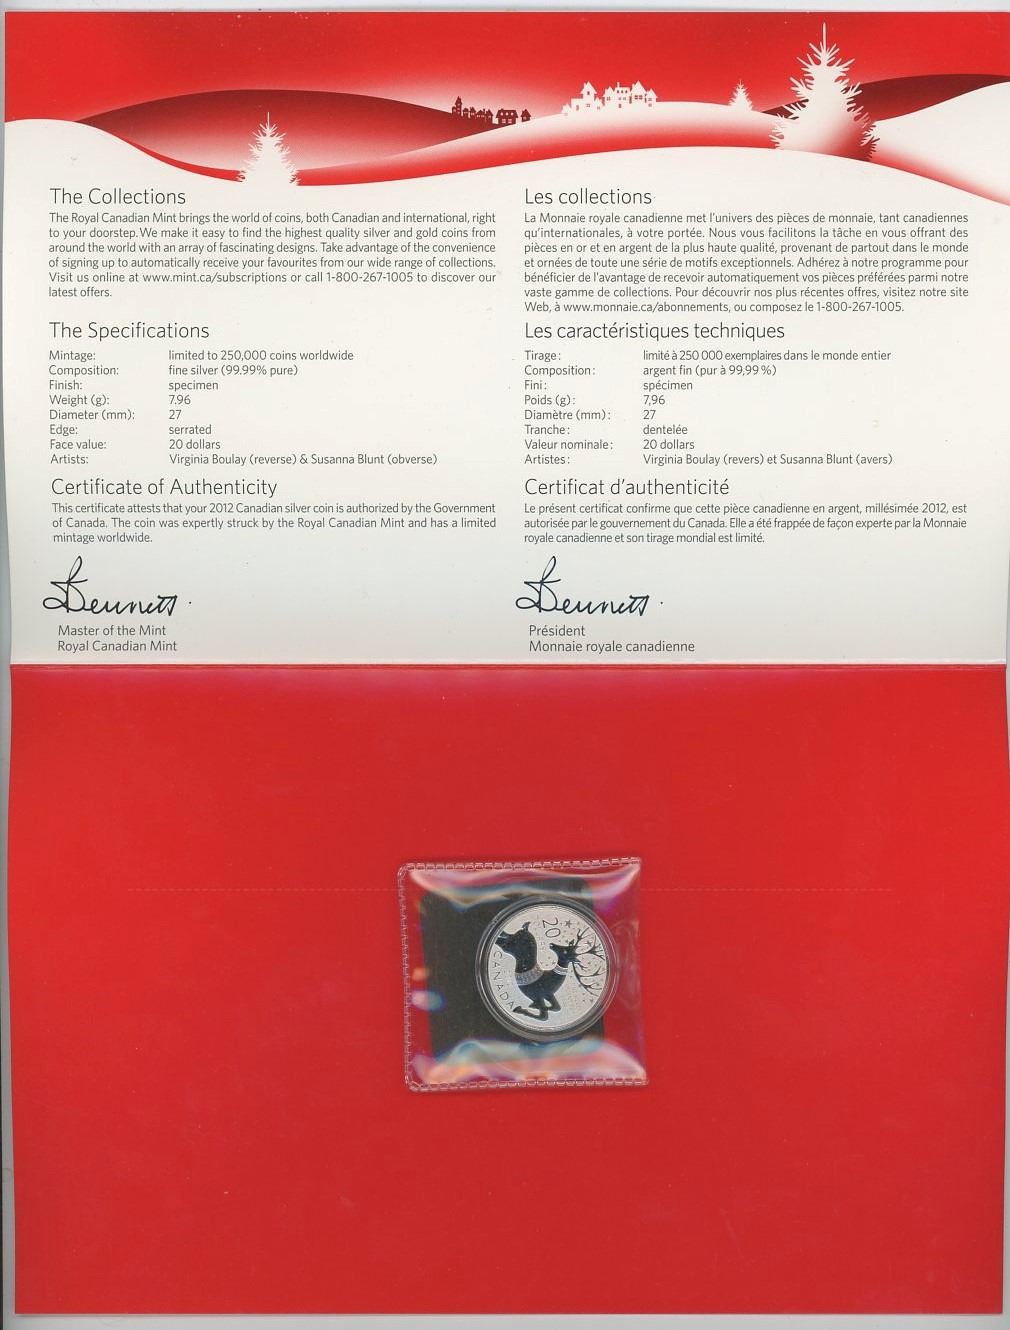 The Collections
The Royal Canadian Mint brings the world of coins, both Canadian and international, right
to your doorstep. We make it easy to find the highest quality silver and gold coins from
around the world with an array of fascinating designs. Take advantage of the convenience
of signing up to automatically receive your favourites from our wide range of collections.
Visit us online at www.mint.ca/subscriptions or call 1-800-267-1005 to discover our
latest offers.
The Specifications
Mintage: limited to 250,000 coins worldwide
Composition: fine silver (99.99% pure)
Finish: specimen
Weight (g): 7.96
Diameter (mm): 27
Edge: serrated
Face value: 20 dollars
Artists: Virginia Boulay (reverse) & Susanna Blunt (obverse)
Certificate of Authenticity
This certificate attests that your 2012 Canadian silver coin is authorized by the Government
of Canada. The coin was expertly struck by the Royal Canadian Mint and has a limited
mintage worldwide.
Bennett
Master of the Mint
Royal Canadian Mint
Les collections
La Monnaie royale canadienne met l'univers des pièces de monnaie, tant canadiennes
qu'internationales, à votre portée. Nous vous facilitons la tâche en vous offrant des
pièces en or et en argent de la plus haute qualité, provenant de partout dans le monde
et ornées de toute une série de motifs exceptionnels. Adhérez à notre programme pour
bénéficier de l'avantage de recevoir automatiquement vos pièces préférées parmi notre
vaste gamme de collections. Pour découvrir nos plus récentes offres, visitez notre site
Web, à www.monnaie.ca/abonnements, ou composez le 1-800-267-1005.
Les caractéristiques techniques
Tirage : limité à 250 000 exemplaires dans le monde entier
Composition : argent fin (pur à 99,99 %)
Fini : spécimen
Poids (g) : 7,96
Diamètre (mm) : 27
Tranche : dentelée
Valeur nominale : 20 dollars
Artistes : Virginia Boulay (revers) et Susanna Blunt (avers)
Certificat d'authenticité
Le présent certificat confirme que cette pièce canadienne en argent, millésimée 2012, est
autorisée par le gouvernement du Canada. Elle a été frappée de façon experte par la Monnaie
royale canadienne et son tirage mondial est limité.
Bennett
Président
Monnaie royale canadienne
20
CANADA